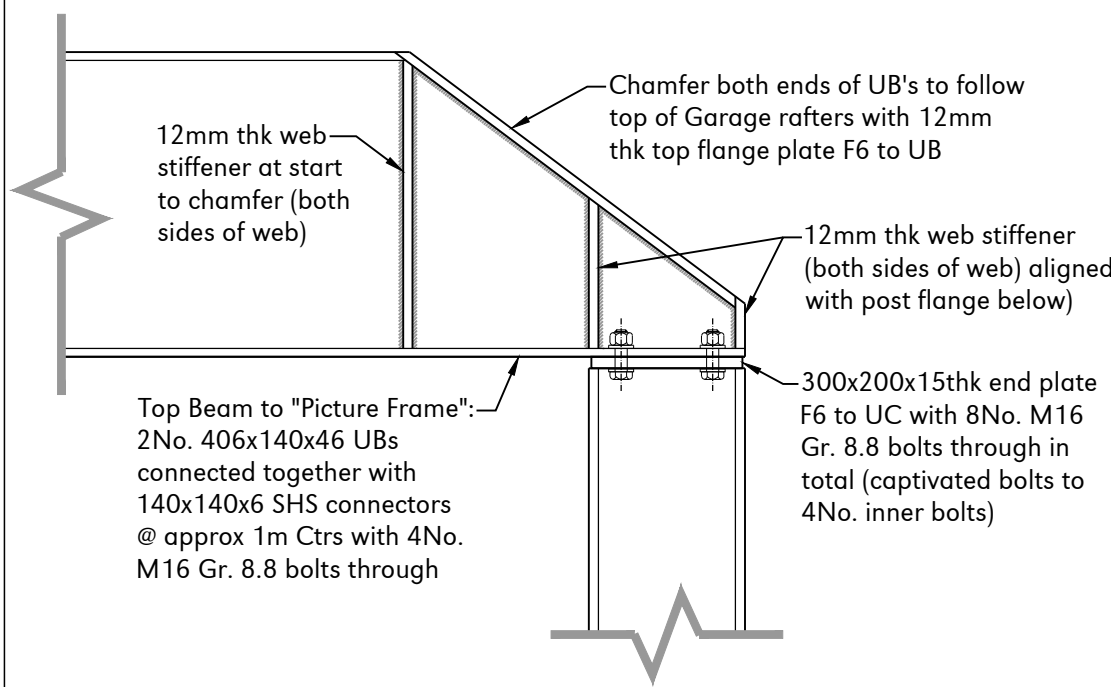 Chamfer both ends of UB's to follow
top of Garage rafters with 12mm
thk top flange plate F6 to UB
12mm thk web
stiffener at start
to chamfer (both
sides of web)
12mm thk web stiffener
(both sides of web) aligned
with post flange below)
300x200x15thk end plate
F6 to UC with 8No. M16
Gr. 8.8 bolts through in
total (captivated bolts to
4No. inner bolts)
Top Beam to "Picture Frame":
2No. 406x140x46 UBs
connected together with
140x140x6 SHS connectors
@ approx 1m Ctrs with 4No.
M16 Gr. 8.8 bolts through